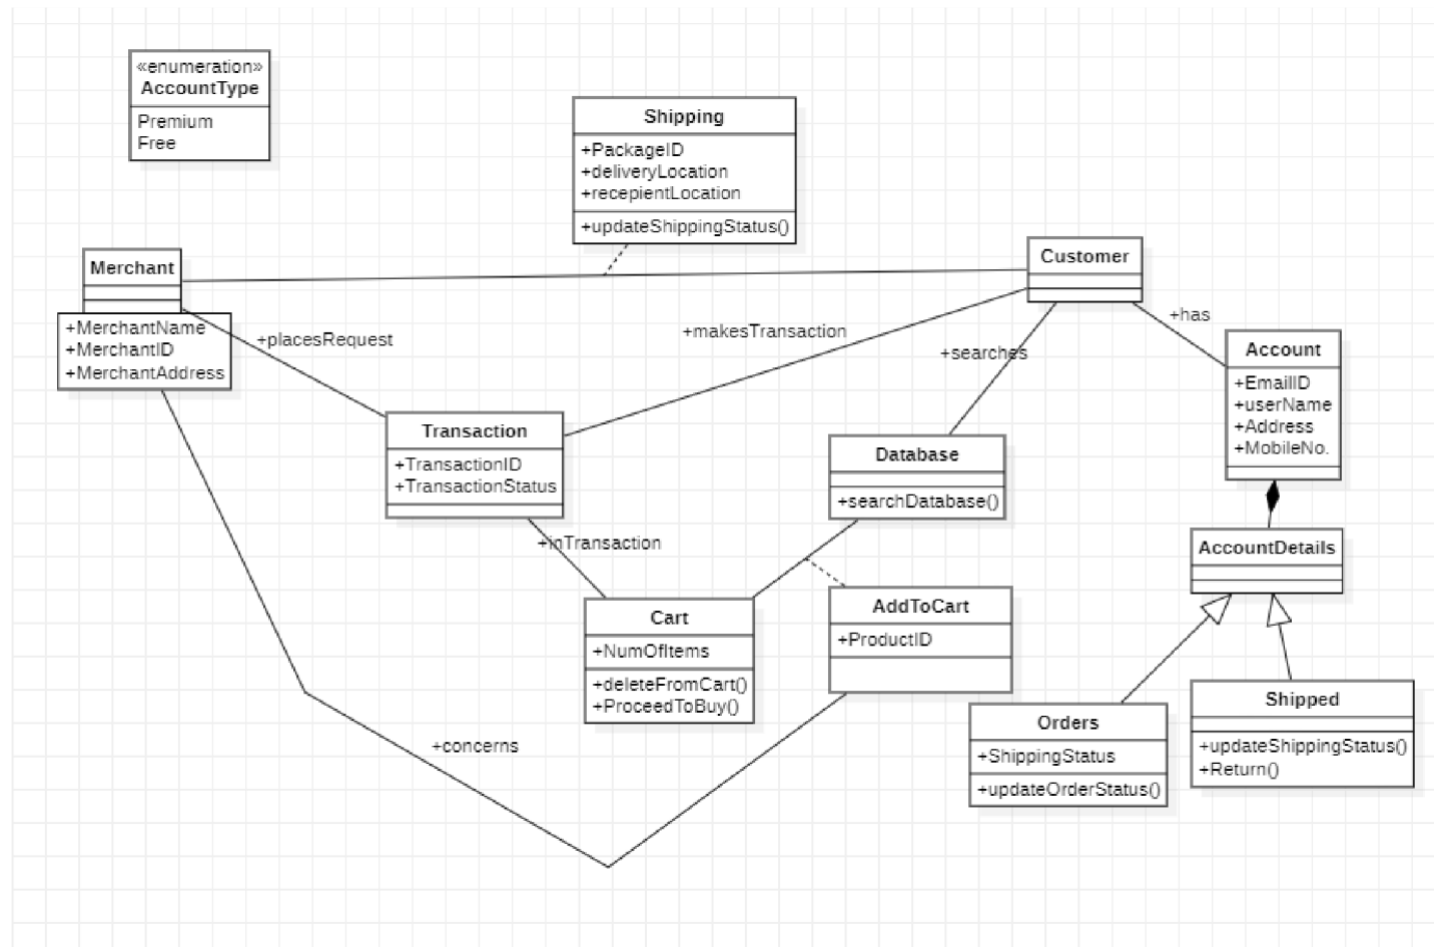 «enumeration»
AccountType
Premium
Free
Shipping
+PackageID
+deliveryLocation
+recepientLocation
+updateShippingStatus()
Merchant
+MerchantName
+MerchantID
+MerchantAddress
Customer
+placesRequest
+makesTransaction
+searches
+has
Account
+EmailID
+userName
+Address
+MobileNo.
Transaction
+TransactionID
+TransactionStatus
Database
+searchDatabase()
+inTransaction
AccountDetails
Cart
+NumOfItems
+deleteFromCart()
+ProceedToBuy()
AddToCart
+ProductID
+concerns
Orders
+ShippingStatus
+updateOrderStatus()
Shipped
+updateShippingStatus()
+Return()